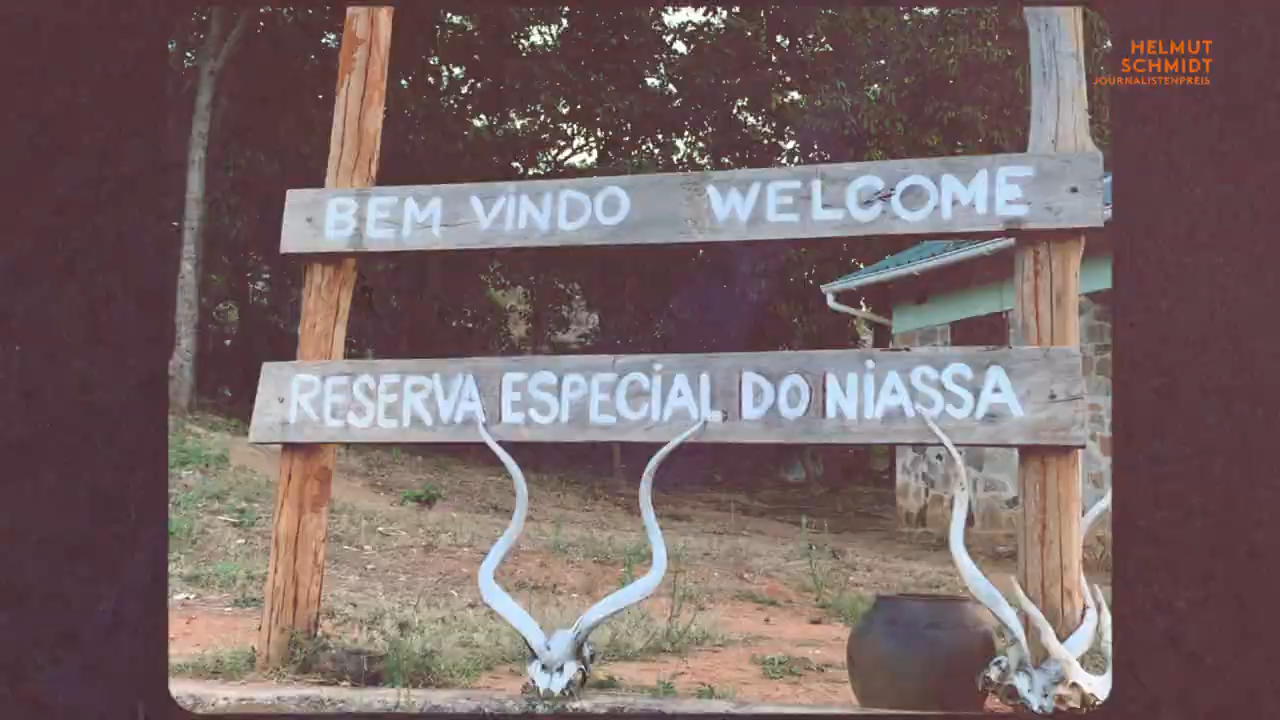 HELMUT
SCHMIDT
JOURNALISTENPREIS
BEM VINDO WELCOME
RESERVA ESPECIAL DO NIASSA